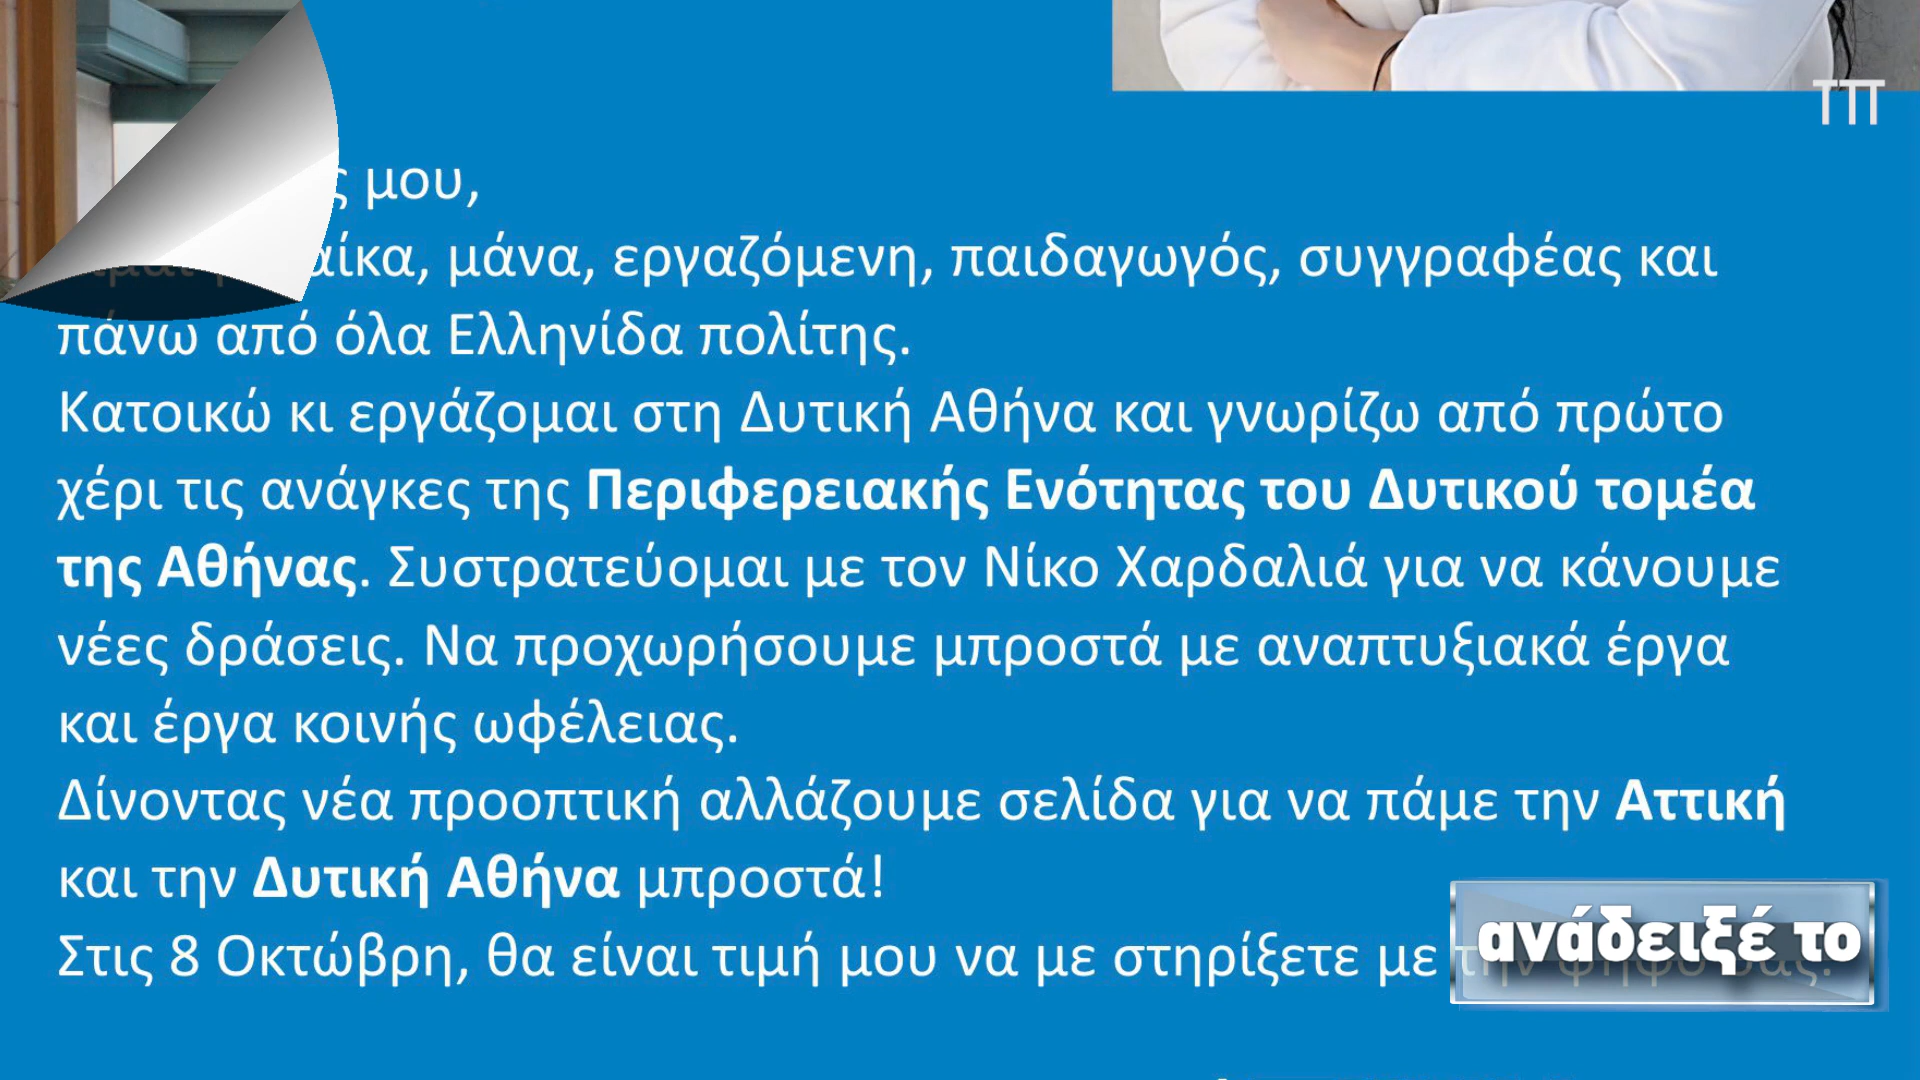 ΤΠ
μου,
μάνα, εργαζόμενη, παιδαγωγός, συγγραφέας και
πάνω από όλα Ελληνίδα πολίτης.
Κατοικώ κι εργάζομαι στη Δυτική Αθήνα και γνωρίζω από πρώτο
χέρι τις ανάγκες της Περιφερειακής Ενότητας του Δυτικού τομέα
της Αθήνας. Συστρατεύομαι με τον Νίκο Χαρδαλιά για να κάνουμε
νέες δράσεις. Να προχωρήσουμε μπροστά με αναπτυξιακά έργα
και έργα κοινής ωφέλειας.
Δίνοντας νέα προοπτική αλλάζουμε σελίδα για να πάμε την Αττική
και την Δυτική Αθήνα μπροστά!
Στις 8 Οκτώβρη, θα είναι τιμή μου να με στηρίξετε με την
ανάδειξέ το